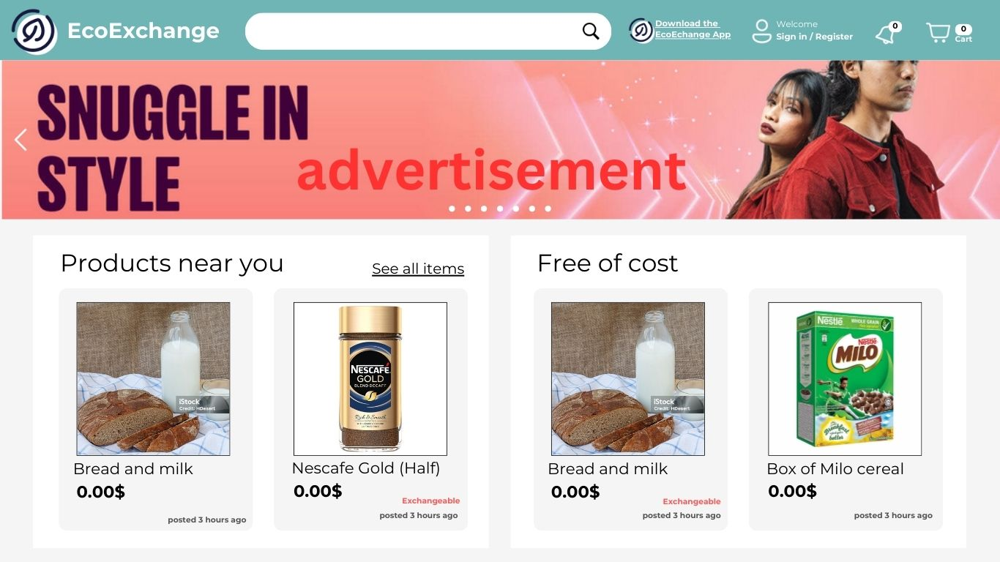 EcoExchange
Download the
EcoEchange App
Welcome
Sign in / Register
0
0
Cart
SNUGGLE IN
STYLE
advertisement
Products near you
See all items
iStock
Credit: HDesert
Bread and milk
0.00$
posted 3 hours ago
NESCAFÉ
GOLD
BLEND DECAFF
Rich & Smooth
Nescafe Gold (Half)
0.00$
Exchangeable
posted 3 hours ago
Free of cost
iStock
Credit: HDesert
Bread and milk
0.00$
Exchangeable
posted 3 hours ago
Nestlé
WHOLE GRAIN
Nestlé
MILO
Breakfast
better
Box of Milo cereal
0.00$
posted 3 hours ago